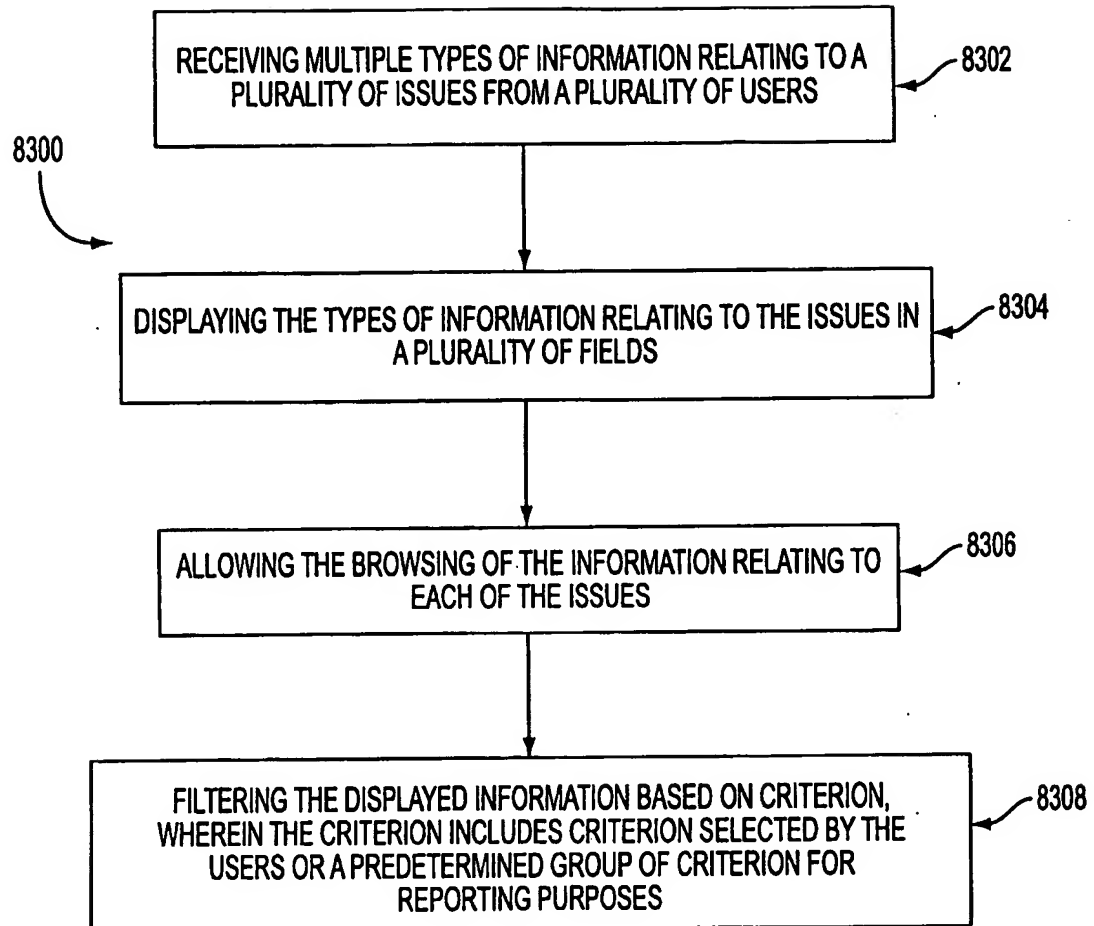 RECEIVING MULTIPLE TYPES OF INFORMATION RELATING TO A
PLURALITY OF ISSUES FROM A PLURALITY OF USERS
8302
8300
DISPLAYING THE TYPES OF INFORMATION RELATING TO THE ISSUES IN
A PLURALITY OF FIELDS
8304
ALLOWING THE BROWSING OF THE INFORMATION RELATING TO
EACH OF THE ISSUES
8306
FILTERING THE DISPLAYED INFORMATION BASED ON CRITERION,
WHEREIN THE CRITERION INCLUDES CRITERION SELECTED BY THE
USERS OR A PREDETERMINED GROUP OF CRITERION FOR
REPORTING PURPOSES
8308